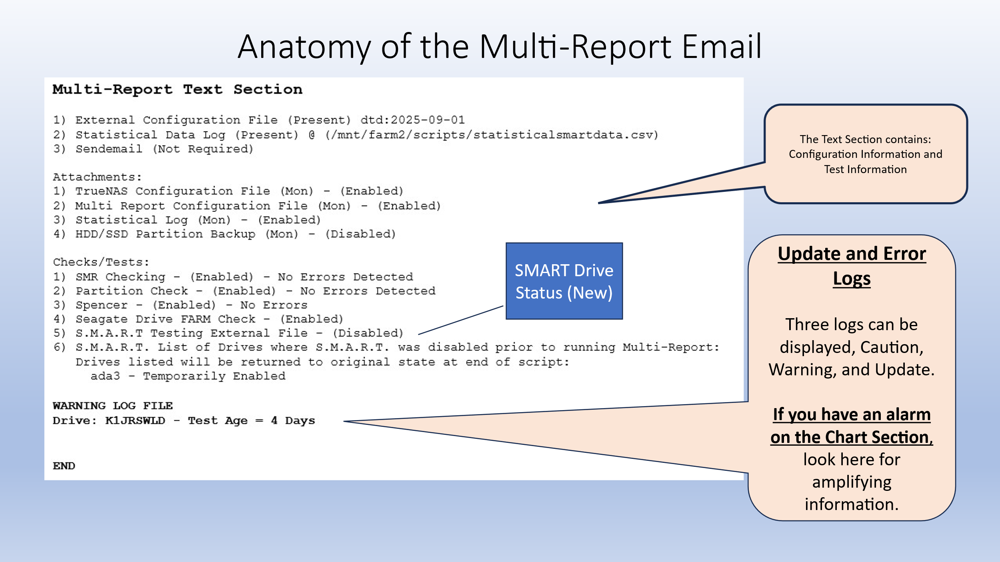 Anatomy of the Multi-Report Email
Multi-Report Text Section
1) External Configuration File (Present) dtd:2025-09-01
2) Statistical Data Log (Present) @ (/mnt/farm2/scripts/statisticalsmartdata.csv)
3) Sendemail (Not Required)
Attachments:
1) TrueNAS Configuration File (Mon) - (Enabled)
2) Multi Report Configuration File (Mon) - (Enabled)
3) Statistical Log (Mon) - (Enabled)
4) HDD/SSD Partition Backup (Mon) - (Disabled)
Checks/Tests:
1) SMR Checking - (Enabled) - No Errors Detected
2) Partition Check - (Enabled) - No Errors Detected
3) Spencer - (Enabled) - No Errors
4) Seagate Drive FARM Check - (Enabled)
5) S.M.A.R.T Testing External File - (Disabled)
6) S.M.A.R.T. List of Drives where S.M.A.R.T. was disabled prior to running Multi-Report:
Drives listed will be returned to original state at end of script:
ada3 - Temporarily Enabled
WARNING LOG FILE
Drive: K1JRSWLD - Test Age = 4 Days
END
SMART Drive
Status (New)
The Text Section contains:
Configuration Information and
Test Information
Update and Error
Logs
Three logs can be
displayed, Caution,
Warning, and Update.
If you have an alarm
on the Chart Section,
look here for
amplifying
information.